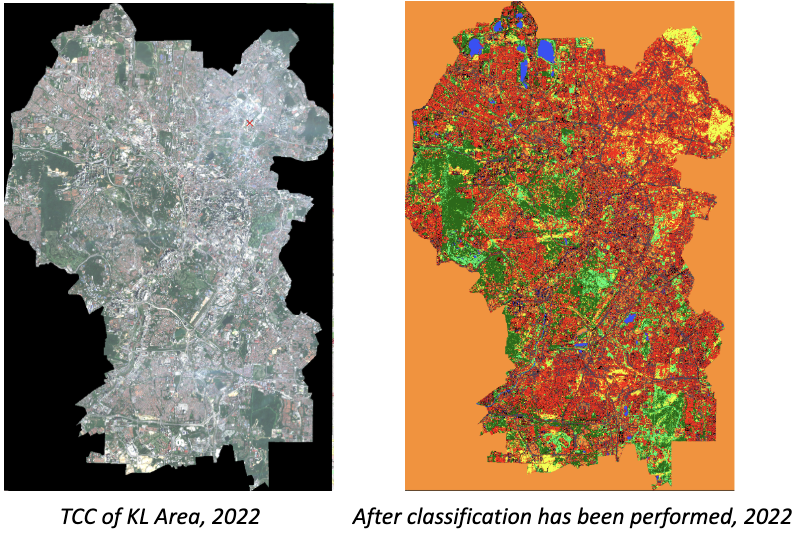 TCC of KL Area, 2022
After classification has been performed, 2022